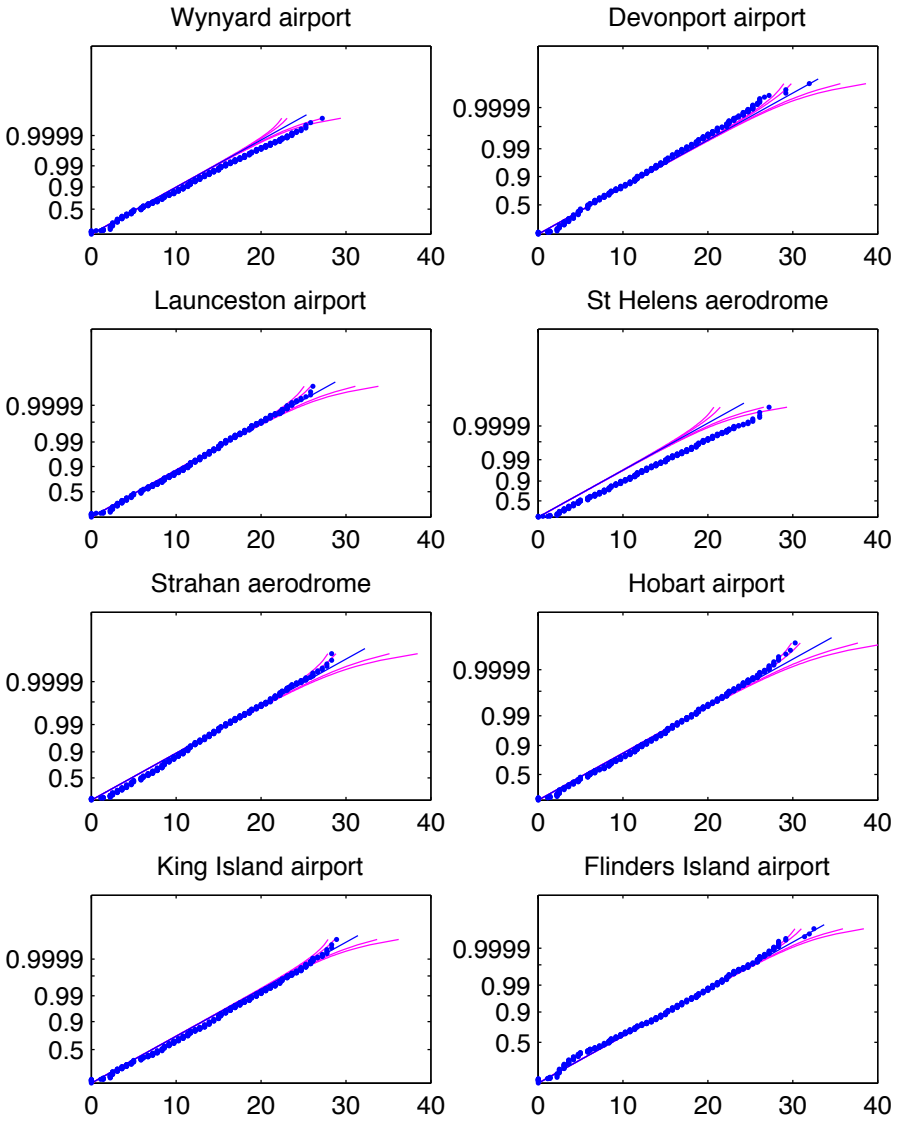 Wynyard airport
Devonport airport
0.9999
0.99
0.9
0.5
0 10 20 30 40
0.9999
0.99
0.9
0.5
0 10 20 30 40
Launceston airport
St Helens aerodrome
0.9999
0.99
0.9
0.5
0 10 20 30 40
0.9999
0.99
0.9
0.5
0 10 20 30 40
Strahan aerodrome
Hobart airport
0.9999
0.99
0.9
0.5
0 10 20 30 40
0.9999
0.99
0.9
0.5
0 10 20 30 40
King Island airport
Flinders Island airport
0.9999
0.99
0.9
0.5
0 10 20 30 40
0.9999
0.99
0.9
0.5
0 10 20 30 40